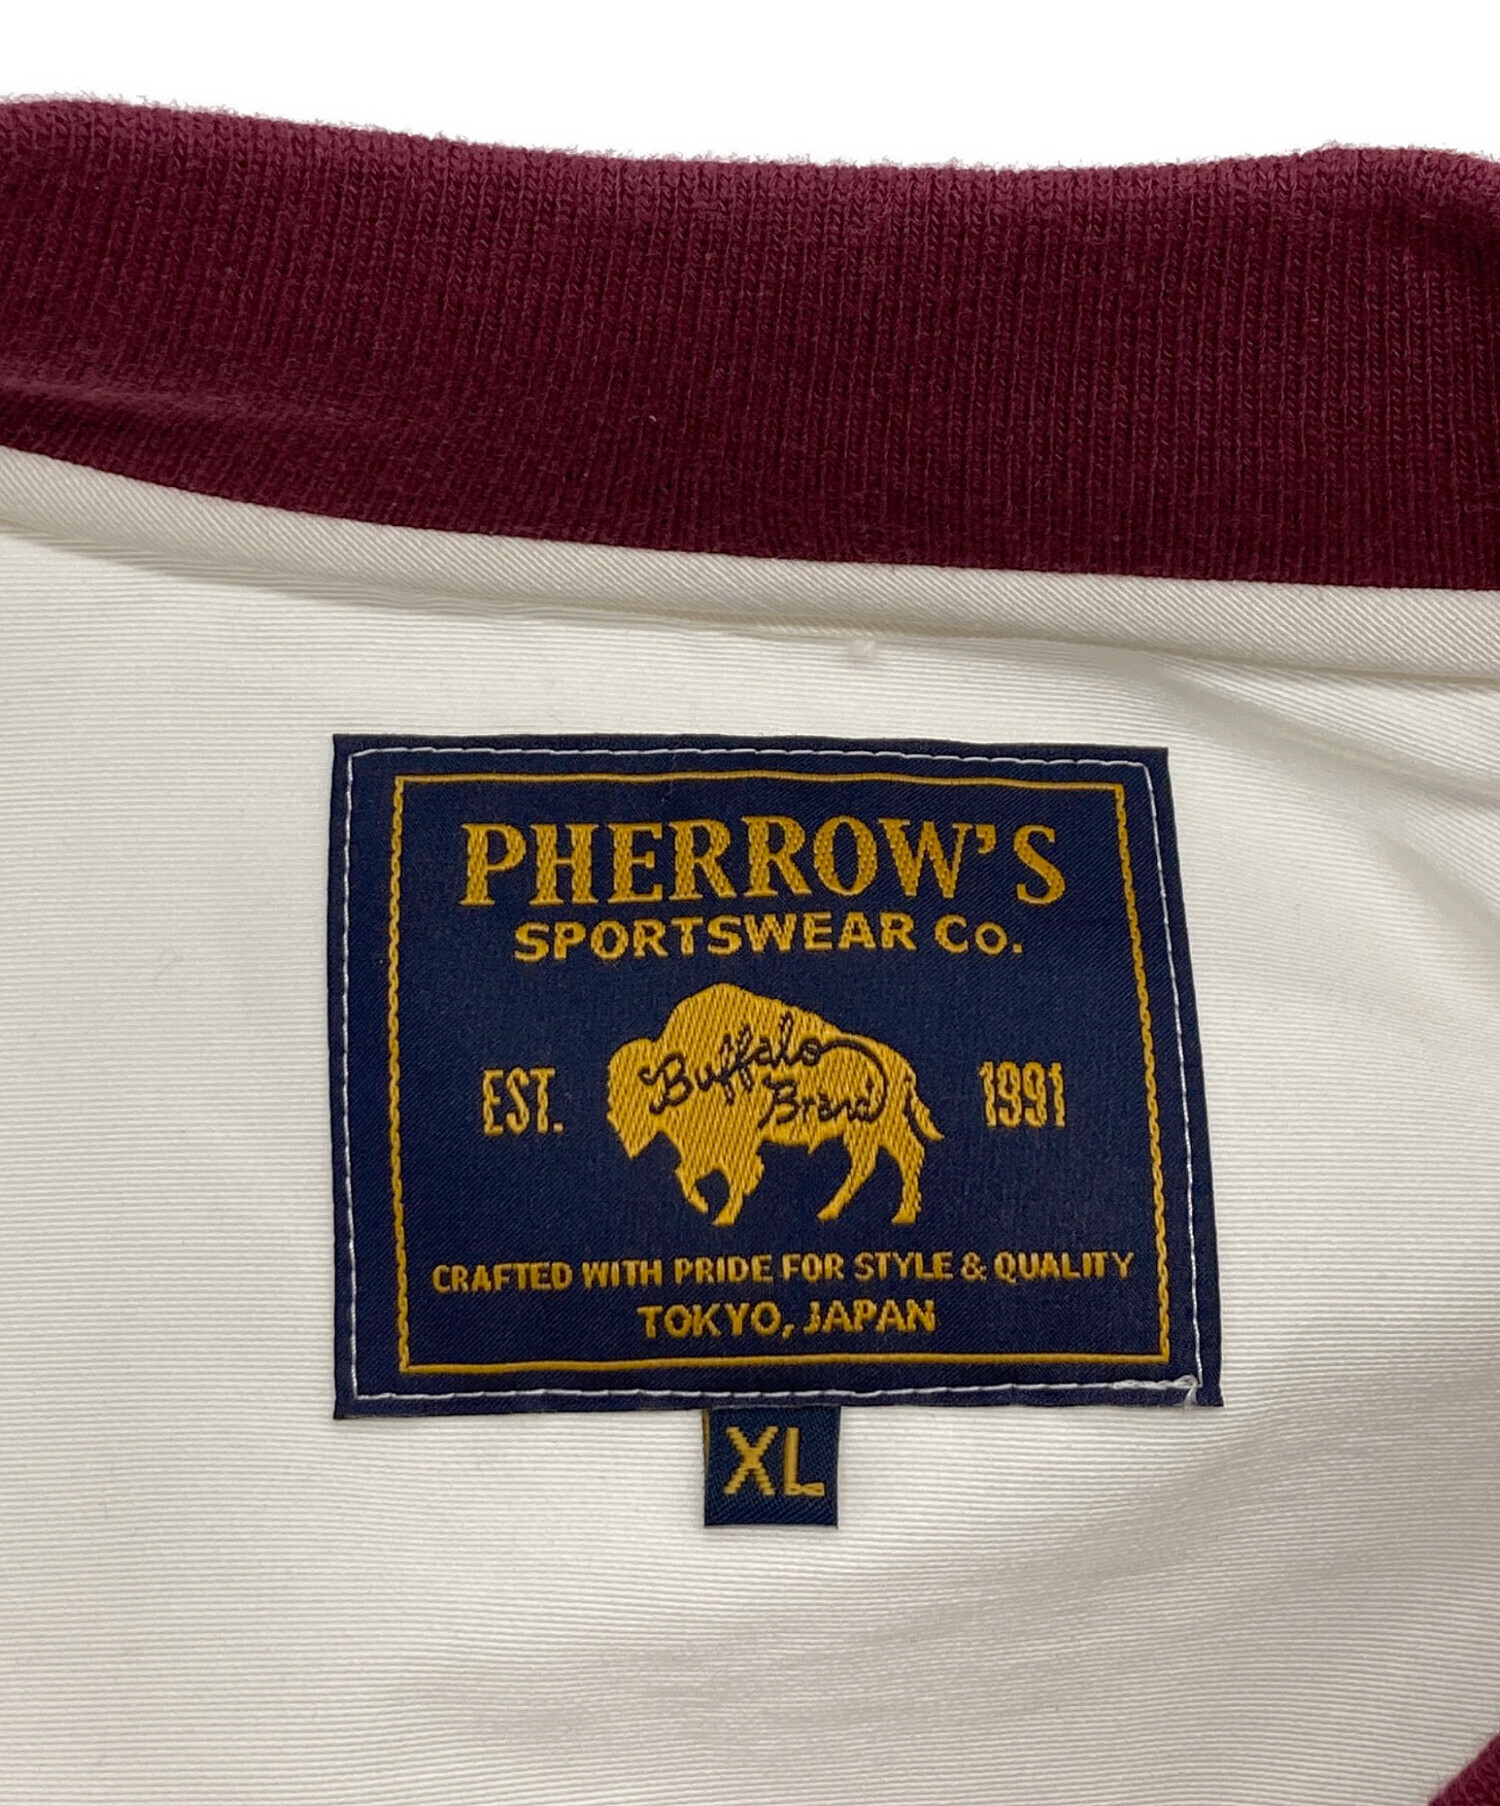 PHERROW'S
SPORTSWEAR Co.
EST.
Buffalo
Brand
1991
CRAFTED WITH PRIDE FOR STYLE & QUALITY
TOKYO, JAPAN
XL